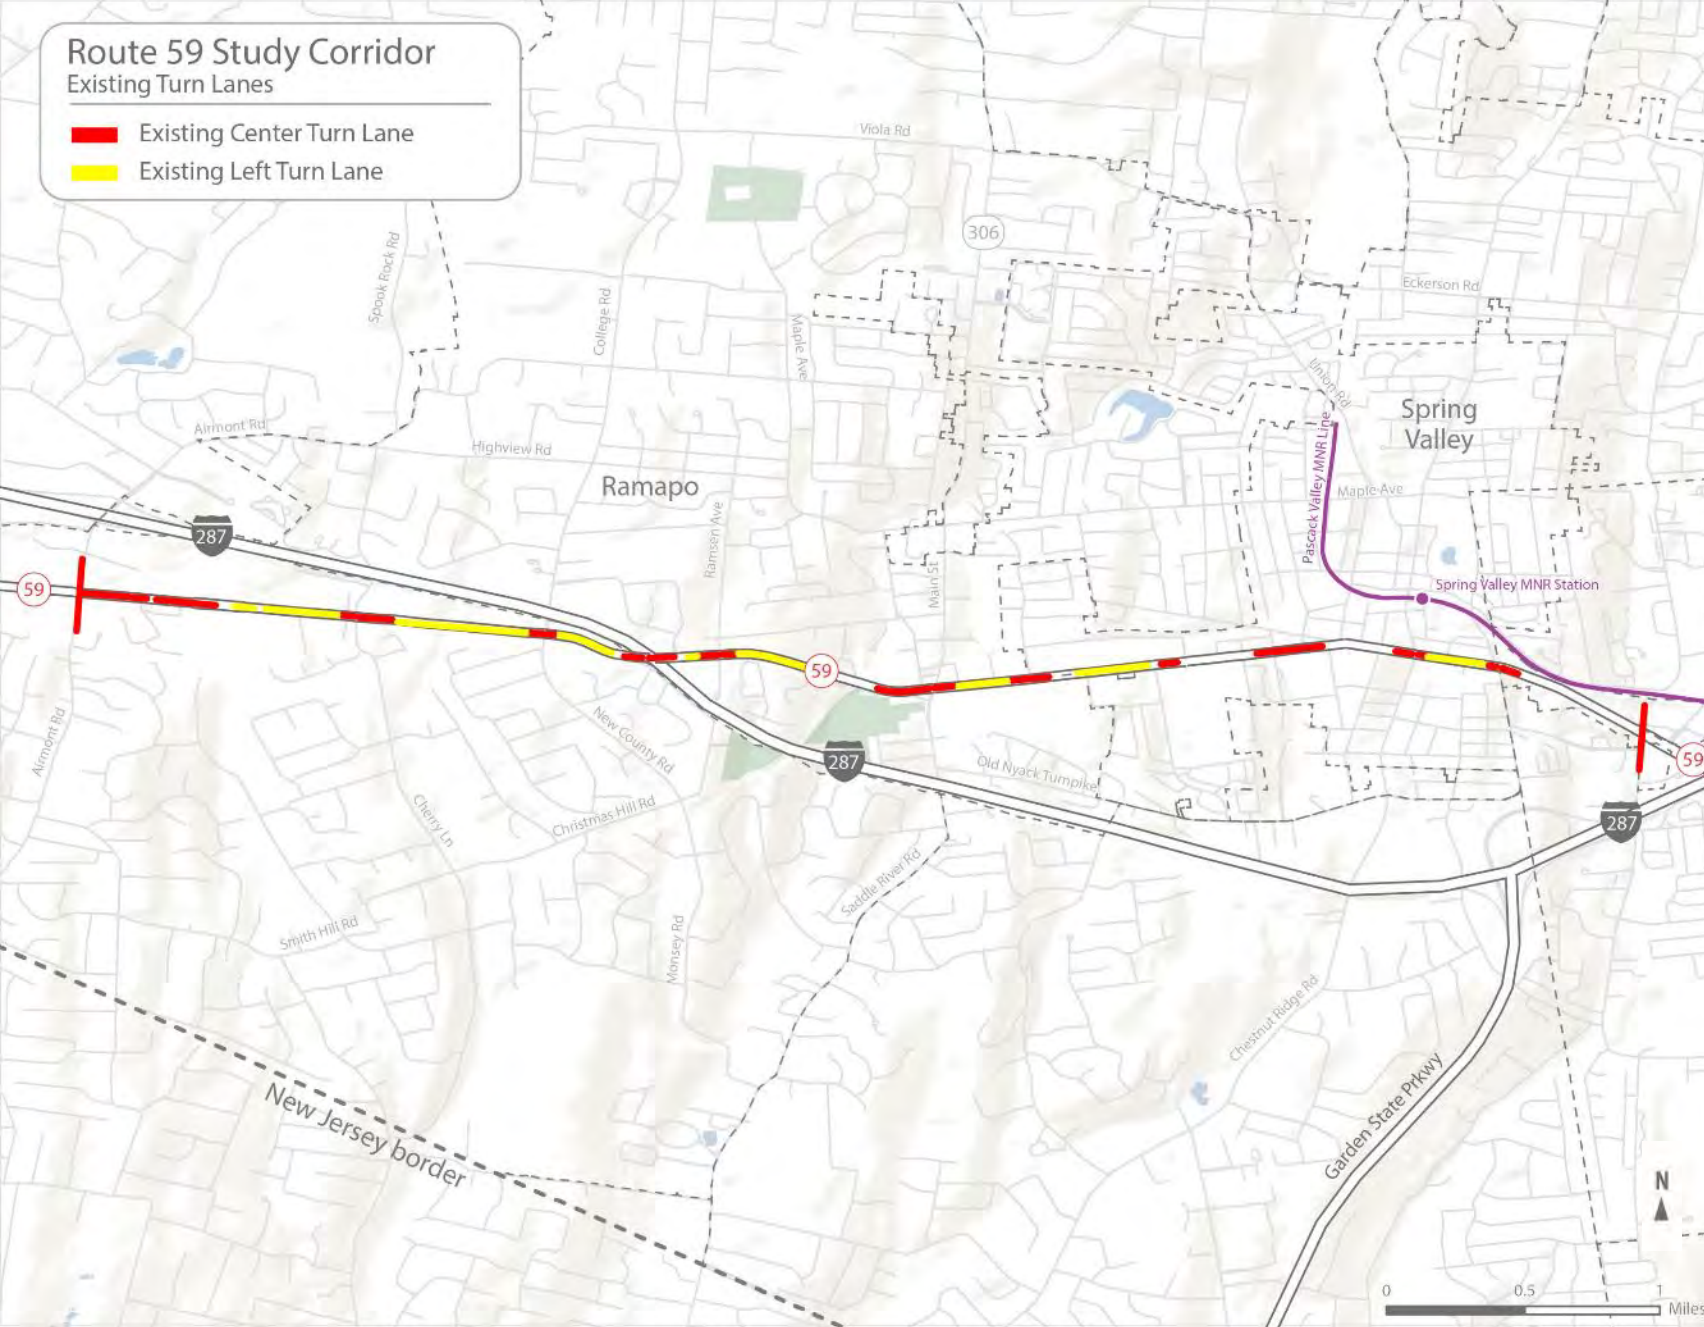 Route 59 Study Corridor
Existing Turn Lanes
Existing Center Turn Lane
Existing Left Turn Lane
Viola Rd
306
Spook Rock Rd
College Rd
Maple Ave
Eckerson Rd
Union Rd
Spring
Valley
Airmont Rd
Highview Rd
Ramapo
Pascack Valley MNR Line
Maple Ave
287
Ramsen Ave
Main St
Spring Valley MNR Station
59
59
Airmont Rd
New County Rd
287
Old Nyack Turnpike
59
287
Cherry Ln
Christmas Hill Rd
Saddle River Rd
Smith Hill Rd
Monsey Rd
Chestnut Ridge Rd
Garden State Prkwy
New Jersey border
N
0 0.5 1
Miles